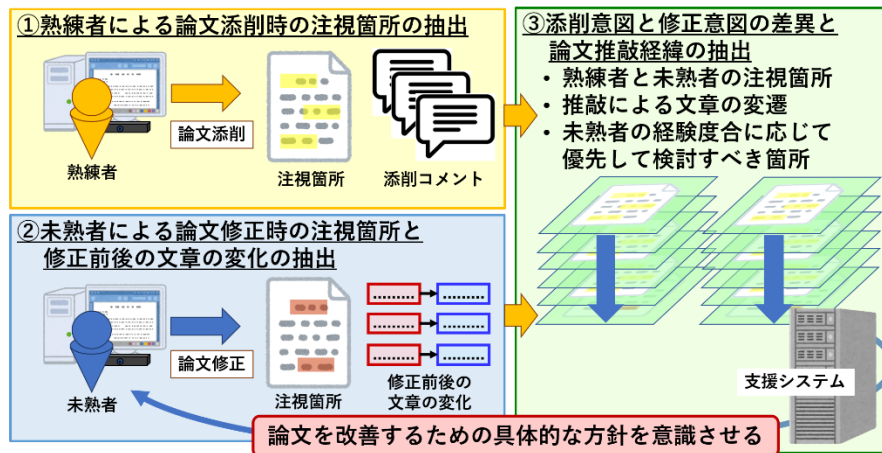 ①熟練者による論文添削時の注視箇所の抽出
論文添削
熟練者
注視箇所
添削コメント
②未熟者による論文修正時の注視箇所と
修正前後の文章の変化の抽出
論文修正
未熟者
注視箇所
修正前後の
文章の変化
③添削意図と修正意図の差異と
論文推敲経緯の抽出
・熟練者と未熟者の注視箇所
・推敲による文章の変遷
・未熟者の経験度合に応じて
優先して検討すべき箇所
支援システム
論文を改善するための具体的な方針を意識させる